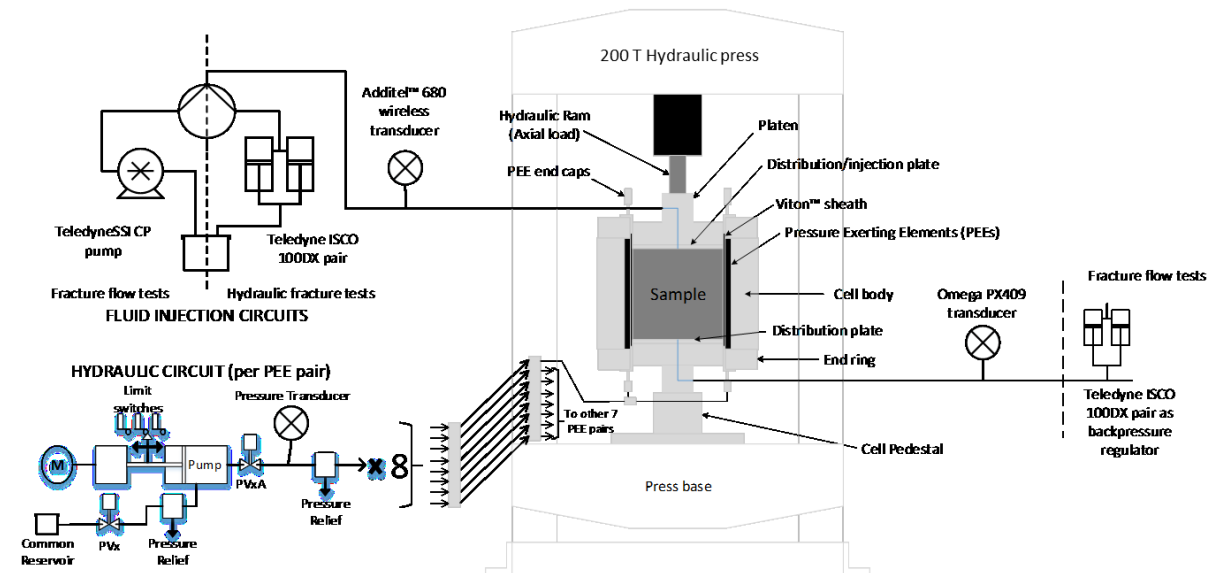 200 T Hydraulic press
Additel™ 680
wireless
transducer
Hydraulic Ram
(Axial load)
Platen
Distribution/injection plate
PEE end caps
Viton™ sheath
Pressure Exerting Elements (PEEs)
TeledyneSSI CP
pump
Teledyne ISCO
100DX pair
Fracture flow tests
Hydraulic fracture tests
FLUID INJECTION CIRCUITS
Sample
Cell body
Omega PX409
transducer
Fracture flow tests
Distribution plate
End ring
HYDRAULIC CIRCUIT (per PEE pair)
Limit
switches
Pressure Transducer
To other 7
PEE pairs
Teledyne ISCO
100DX pair as
backpressure
regulator
Cell Pedestal
M
Pump
PVxA
x 8
Pressure
Relief
Press base
Common
Reservoir
PVx
Pressure
Relief